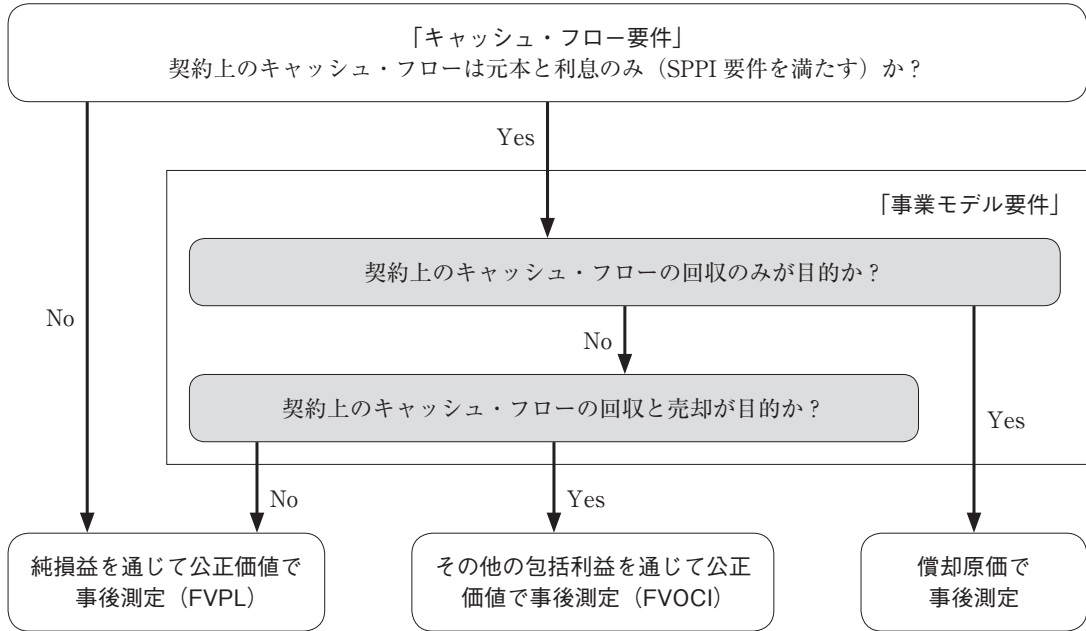 「キャッシュ・フロー要件」
契約上のキャッシュ・フローは元本と利息のみ（SPPI 要件を満たす）か？
Yes
「事業モデル要件」
契約上のキャッシュ・フローの回収のみが目的か？
No
No
契約上のキャッシュ・フローの回収と売却が目的か？
Yes
No
Yes
純損益を通じて公正価値で
事後測定（FVPL）
その他の包括利益を通じて公正
価値で事後測定（FVOCI）
償却原価で
事後測定